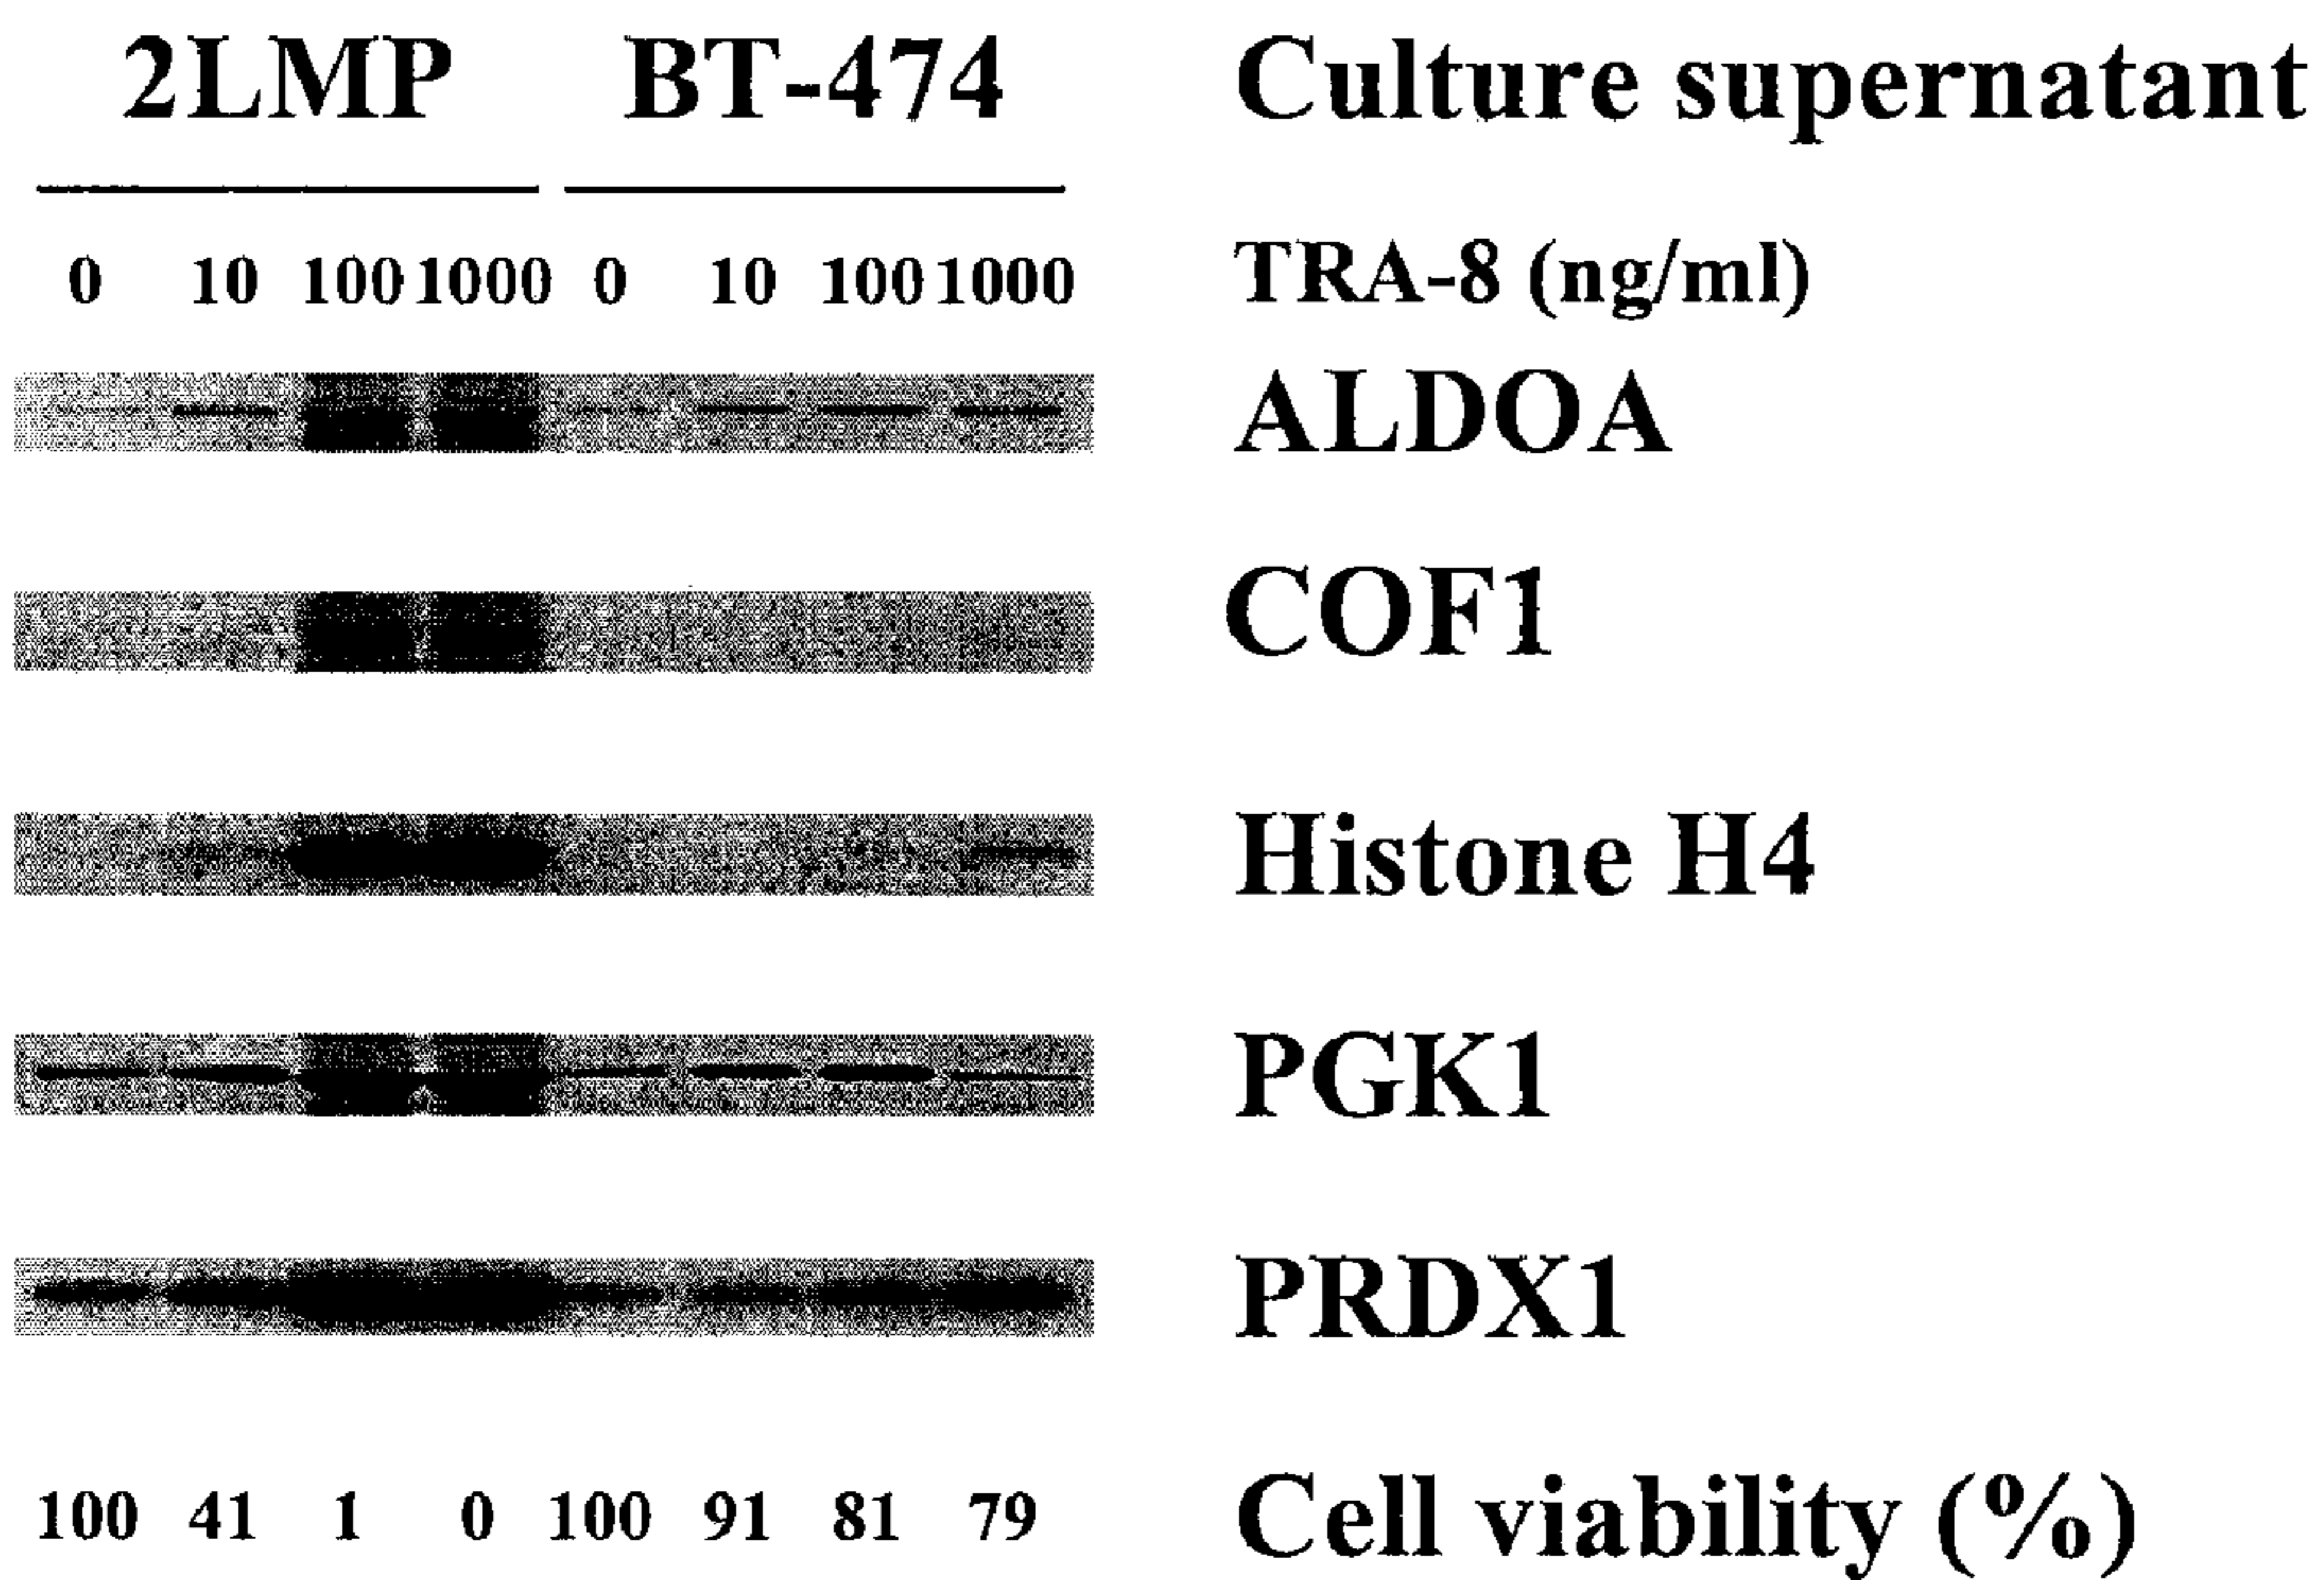 2LMP BT-474 Culture supernatant
0 10 100 1000 0 10 100 1000 TRA-8 (ng/ml)
ALDOA
COF1
Histone H4
PGK1
PRDX1
100 41 1 0 100 91 81 79 Cell viability (%)